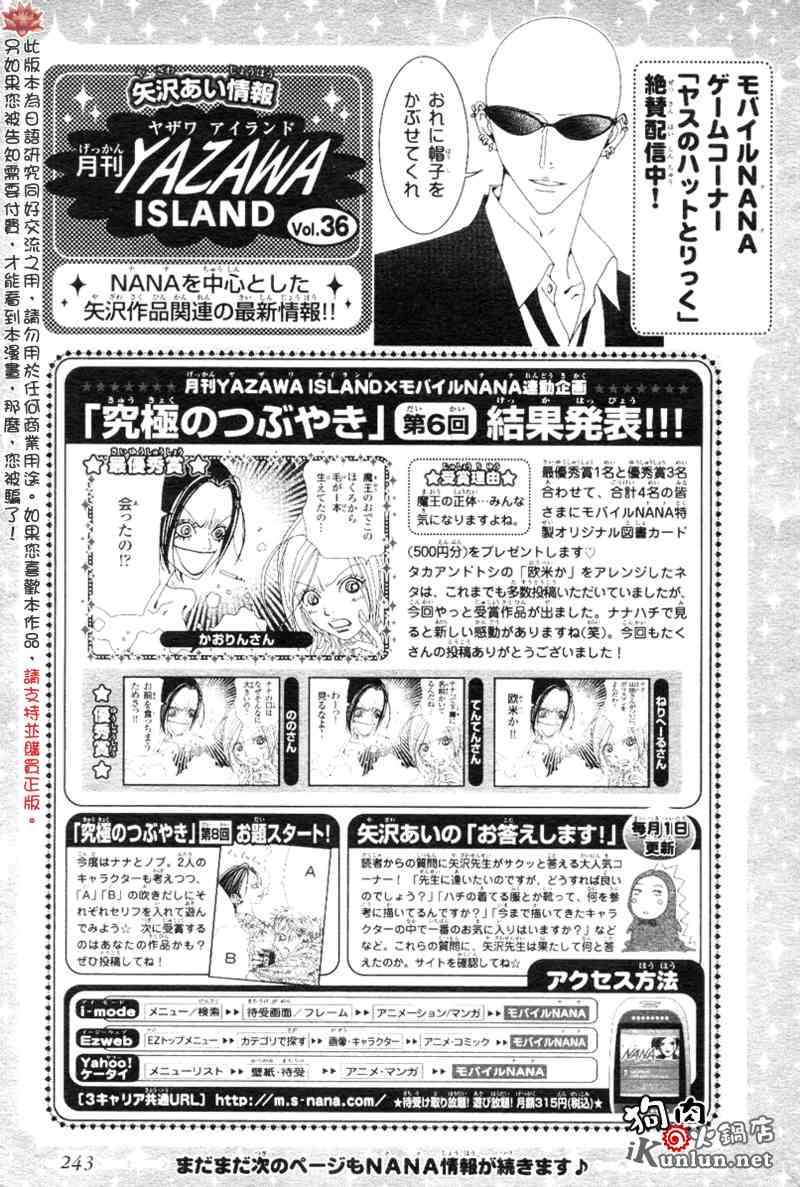 此版本為日語研究同好交流之用，請勿用於任何商業用途。如果您喜歡本作品，請支持並購買正版。
另如果您被告知需要付費，才能看到本漫畫，那麼，您被騙了！
モバイルNANA
ゲームコーナー
「ヤスのハットとりっく」
絶賛配信中！
おれに帽子を
かぶせてくれ
矢沢あい情報
ヤザワ アイランド
月刊 YAZAWA
ISLAND
Vol.36
NANAを中心とした
矢沢作品関連の最新情報!!
月刊YAZAWA ISLAND×モバイルNANA連動企画
「究極のつぶやき」第6回 結果発表!!!
★最優秀賞★
魔王のおでこの
ほくろから
毛が1本
生えてたの…
会ったの!?
かおりんさん
★受賞理由★
魔王の正体…みんな
気になりますよね。
最優秀賞1名と優秀賞3名
合わせて、合計4名の皆
さまにモバイルNANA特
製オリジナル図書カード
(500円分)をプレゼントします♡
タカアンドトシの「欧米か」をアレンジしたネ
タは、これまでも多数投稿いただいていましたが、
今回やっと受賞作品が出ました。ナナハチで見
ると新しい感動がありますね(笑)。今回もたく
さんの投稿ありがとうございました！
★優秀賞★
ナナの口は
なぜそんなに
大きいの？
お前を食っちまう
ためさっ！
ののさん
わーっ
見るなよ！
てんてんさん
欧米か!!
ねりへーるさん
「究極のつぶやき」第8回 お題スタート！
今度はナナとノブ。2人の
キャラクターも考えつつ、
「A」「B」の吹きだしにそ
れぞれセリフを入れて遊ん
でみよう☆ 次に受賞する
のはあなたの作品かも？
ぜひ投稿してね！
A
B
矢沢あいの「お答えします!」
毎月1日
更新
読者からの質問に矢沢先生がサクッと答える大人気コ
ーナー！「先生に逢いたいのですが、どうすれば良い
のでしょう？」「ハチの着てる服とか靴って、何を参
考に描いてるんですか？」「今まで描いてきたキャラ
クターの中で一番のお気に入りはいますか？」など
など。これらの質問に、矢沢先生は果たして何と答
えたのか。サイトを確認してね☆
アクセス方法
i-mode メニュー／検索 ▶▶ 待受画面／フレーム ▶▶ アニメーション/マンガ ▶▶ モバイルNANA
Ezweb EZトップメニュー ▶▶ カテゴリで探す ▶▶ 画像・キャラクター ▶▶ アニメ・コミック ▶▶ モバイルNANA
Yahoo!ケータイ メニューリスト ▶▶ 壁紙・待受 ▶▶ アニメ・マンガ ▶▶ モバイルNANA
[3キャリア共通URL] http://m.s-nana.com/ ★待受け取り放題！遊び放題！月額315円(税込)★
NANA
狗肉火鍋店
iKunlun.net
243
まだまだ次のページもNANA情報が続きます♪